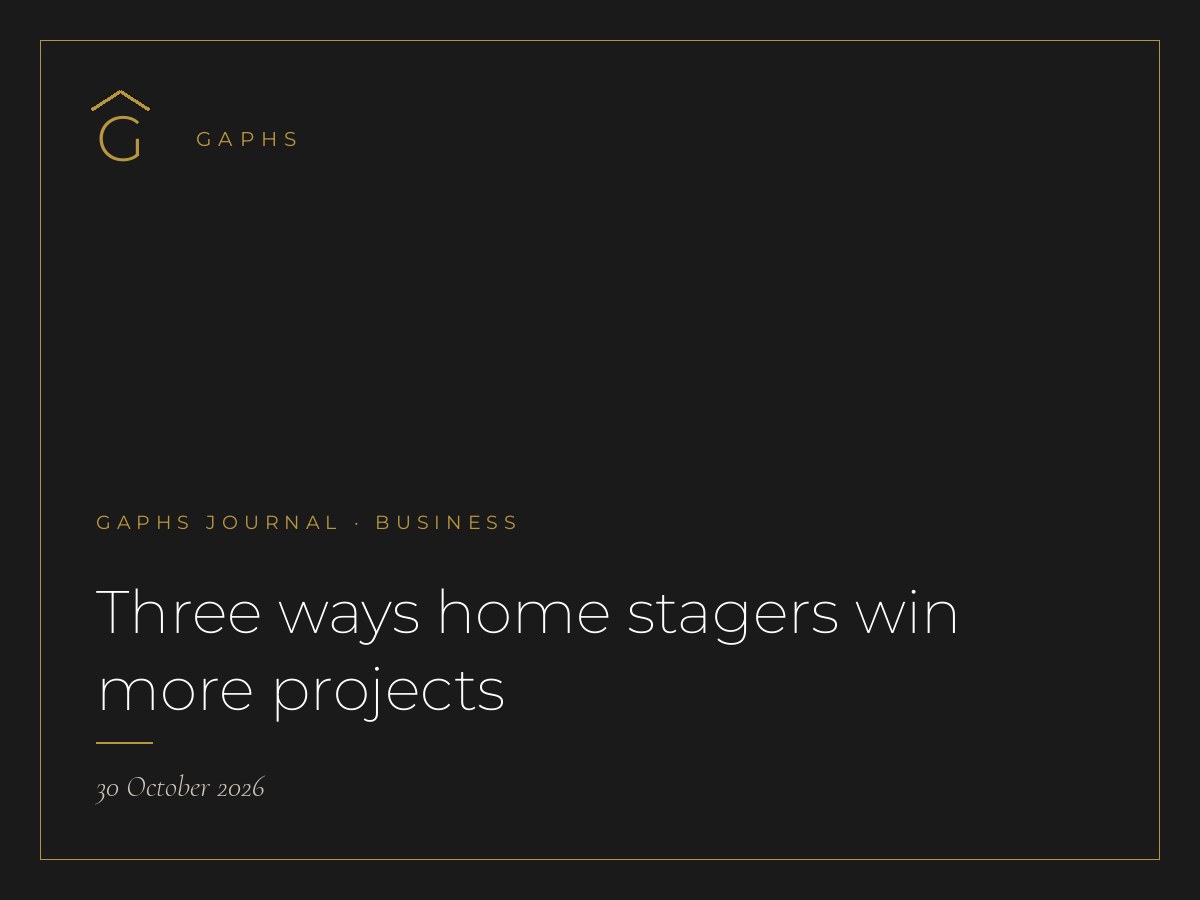 G
GAPHS
GAPHS JOURNAL · BUSINESS
Three ways home stagers win
more projects
30 October 2026